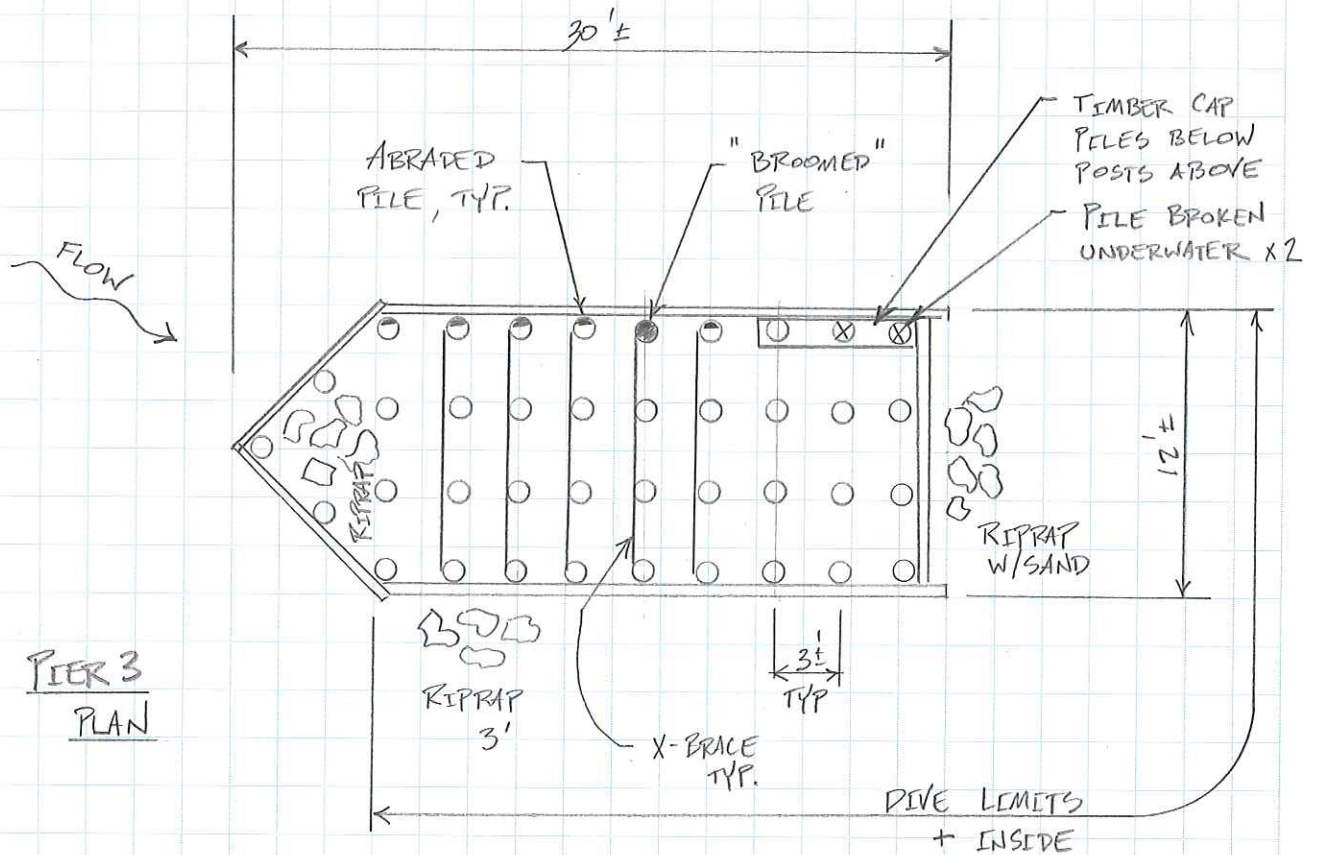 30'±
TIMBER CAP
PILES BELOW
POSTS ABOVE
ABRADED
PILE, TYP.
"BROOMED"
PILE
PILE BROKEN
UNDERWATER x2
FLOW
RIPRAP
12'±
RIPRAP
W/SAND
PIER 3
PLAN
RIPRAP
3'
3'±
TYP
X-BRACE
TYP.
DIVE LIMITS
+ INSIDE